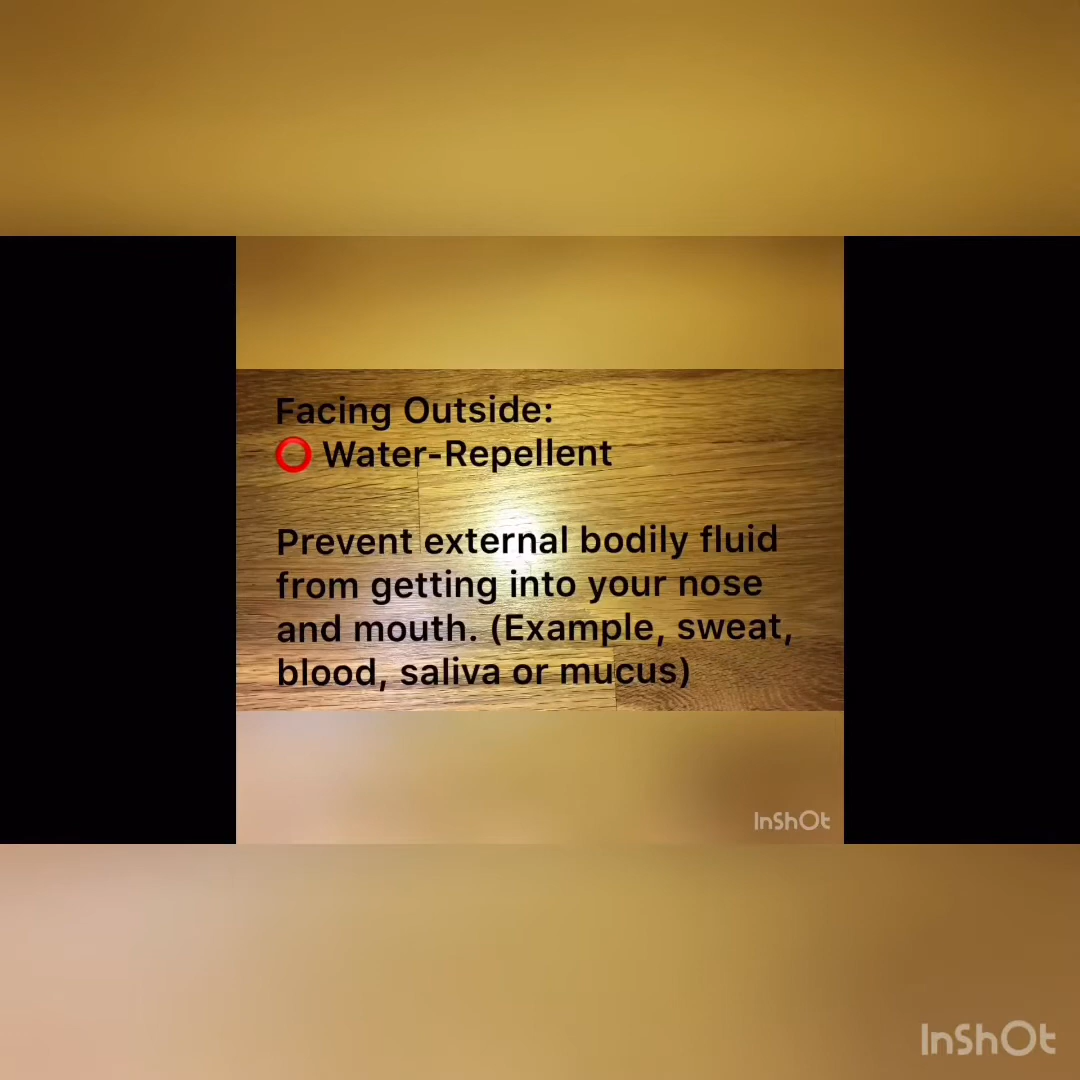 Facing Outside:
⭕ Water-Repellent
Prevent external bodily fluid
from getting into your nose
and mouth. (Example, sweat,
blood, saliva or mucus)
InShOt
InShOt